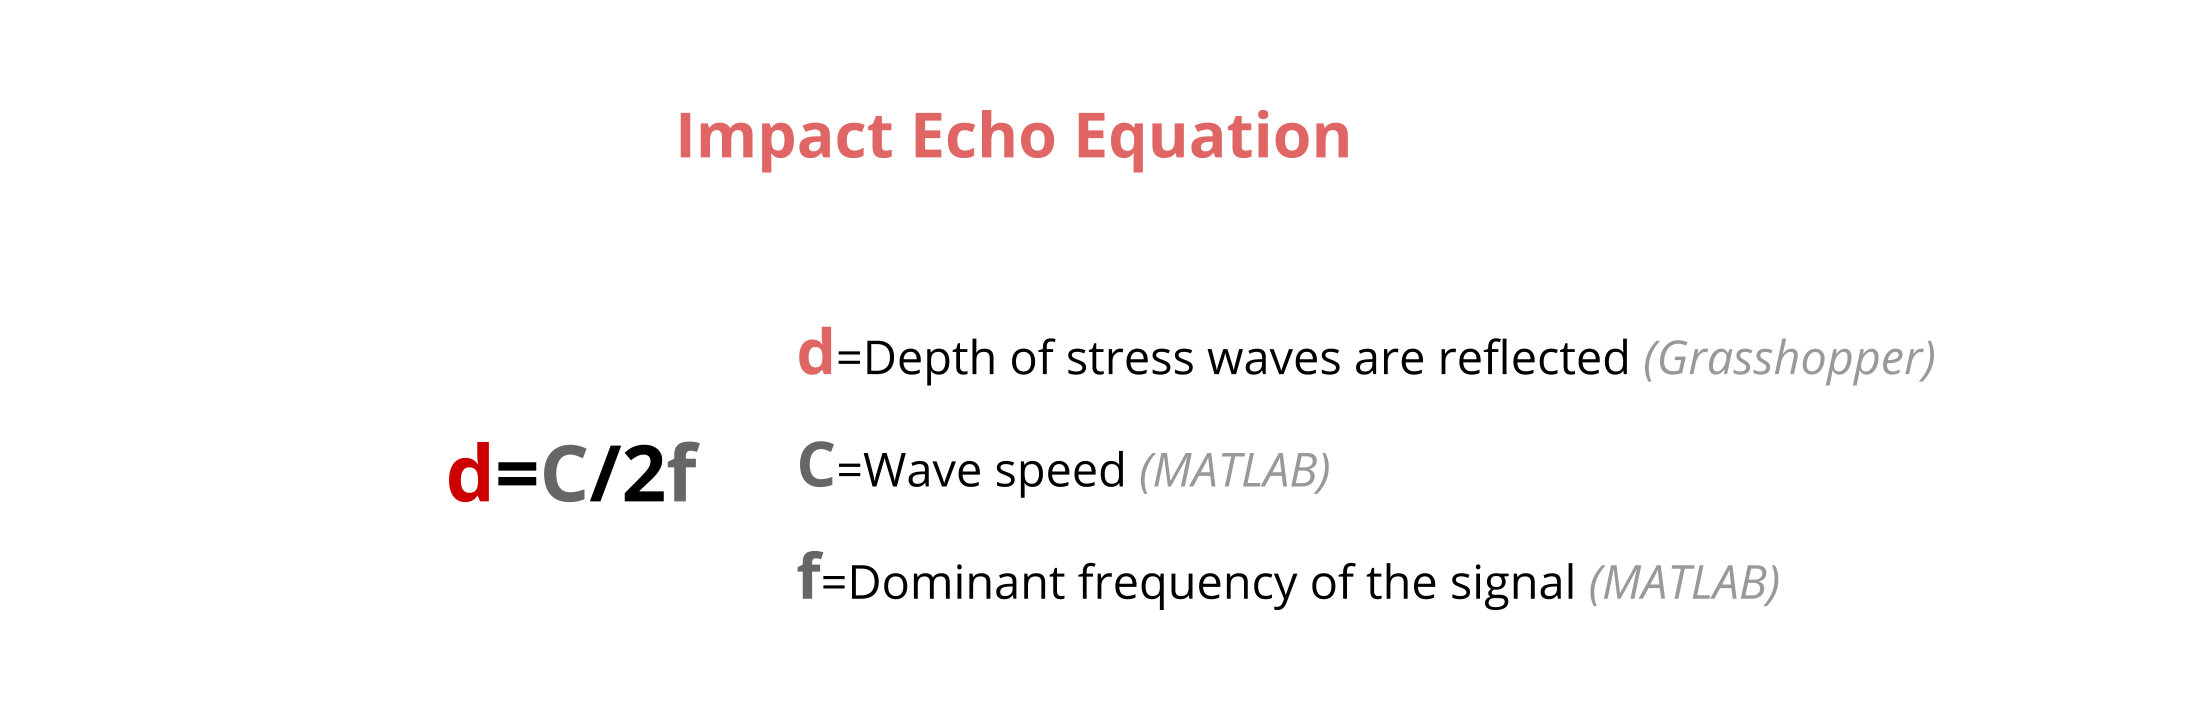 Impact Echo Equation
d=C/2f
d=Depth of stress waves are reflected (Grasshopper)
C=Wave speed (MATLAB)
f=Dominant frequency of the signal (MATLAB)